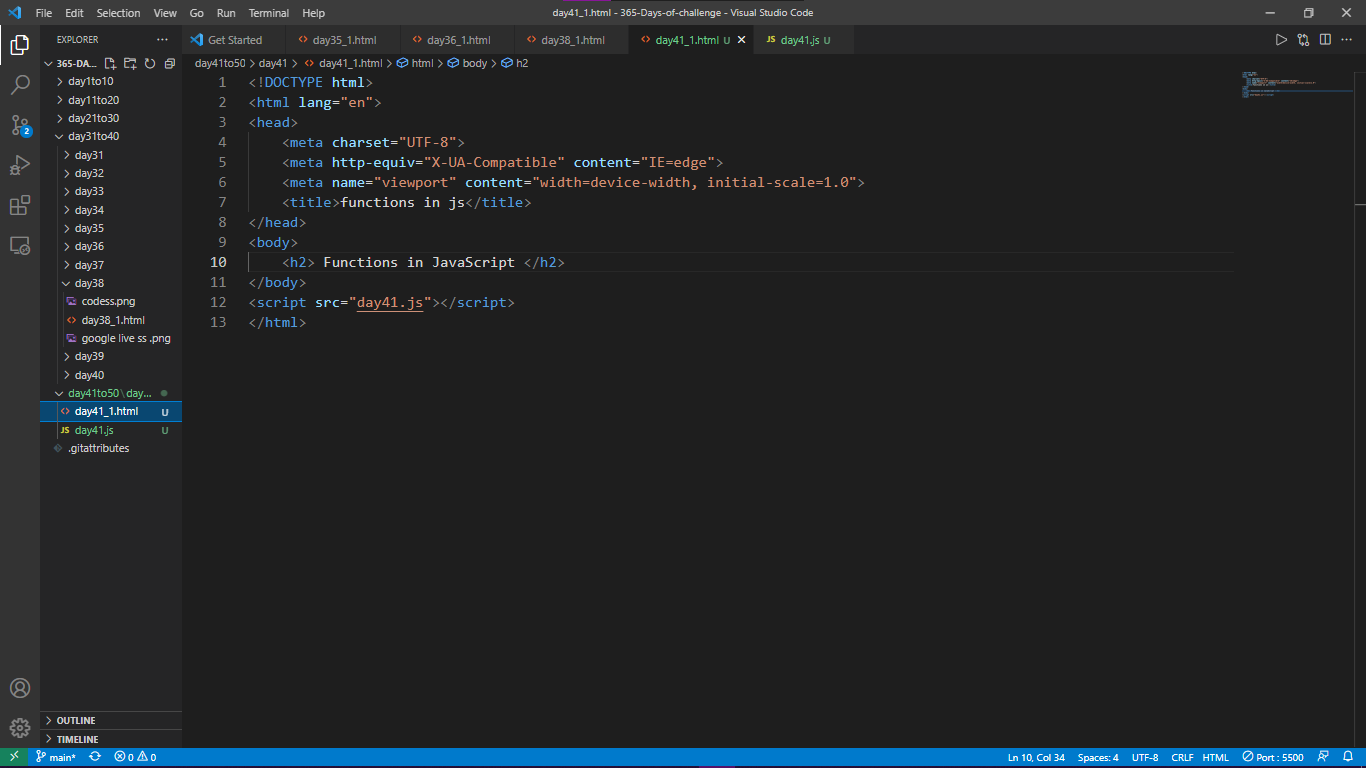 File Edit Selection View Go Run Terminal Help
day41_1.html - 365-Days-of-challenge - Visual Studio Code
EXPLORER
365-DA...
day1to10
day11to20
day21to30
day31to40
day31
day32
day33
day34
day35
day36
day37
day38
codess.png
day38_1.html
google live ss .png
day39
day40
day41to50\day...
day41_1.html U
day41.js U
.gitattributes
OUTLINE
TIMELINE
2
Get Started day35_1.html day36_1.html day38_1.html day41_1.html U JS day41.js U
day41to50 > day41 > day41_1.html > html > body > h2
1 <!DOCTYPE html>
2 <html lang="en">
3 <head>
4 <meta charset="UTF-8">
5 <meta http-equiv="X-UA-Compatible" content="IE=edge">
6 <meta name="viewport" content="width=device-width, initial-scale=1.0">
7 <title>functions in js</title>
8 </head>
9 <body>
10 <h2> Functions in JavaScript </h2>
11 </body>
12 <script src="day41.js"></script>
13 </html>
main* 0 0 Ln 10, Col 34 Spaces: 4 UTF-8 CRLF HTML Port : 5500